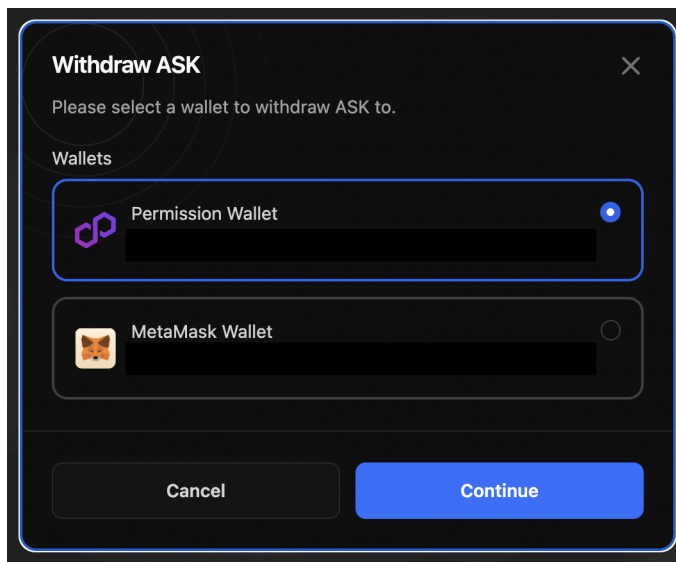 Withdraw ASK
Please select a wallet to withdraw ASK to.
Wallets
Permission Wallet
MetaMask Wallet
Cancel
Continue